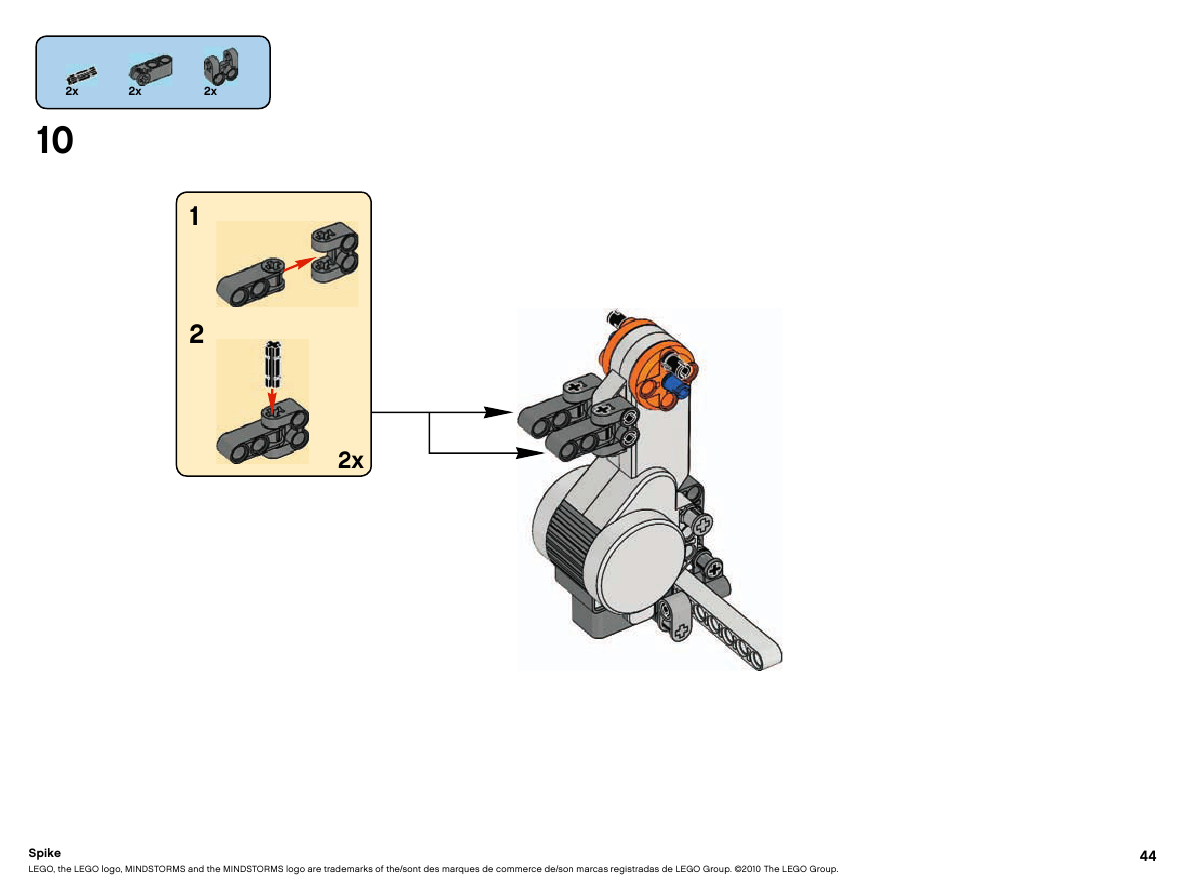 2x 2x 2x
10
1
2
2x
Spike
LEGO, the LEGO logo, MINDSTORMS and the MINDSTORMS logo are trademarks of the/sont des marques de commerce de/son marcas registradas de LEGO Group. ©2010 The LEGO Group.
44